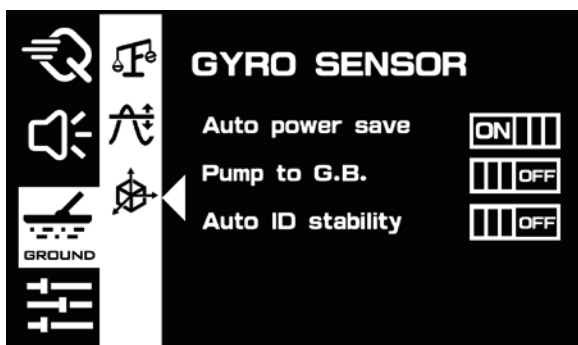 GYRO SENSOR
Auto power save ON
Pump to G.B. OFF
Auto ID stability OFF
GROUND